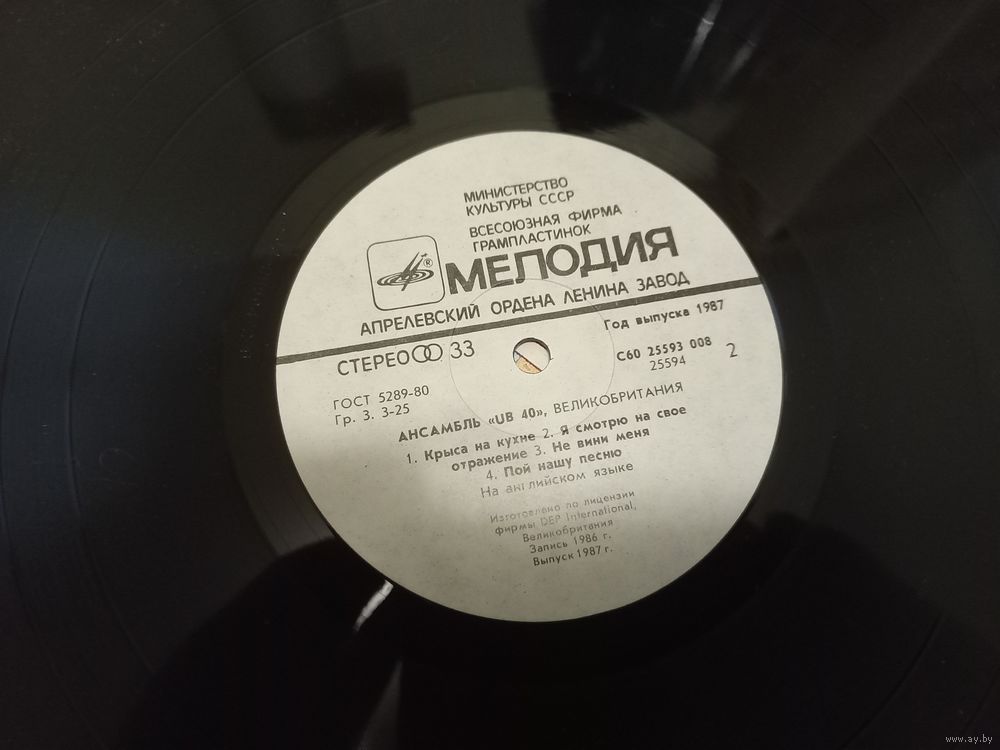 МИНИСТЕРСТВО
КУЛЬТУРЫ СССР
ВСЕСОЮЗНАЯ ФИРМА
ГРАМПЛАСТИНОК
®
МЕЛОДИЯ
АПРЕЛЕВСКИЙ ОРДЕНА ЛЕНИНА ЗАВОД
СТЕРЕО 33
Год выпуска 1987
ГОСТ 5289-80
Гр. 3. 3-25
С60 25593 008
25594
2
АНСАМБЛЬ «UB 40», ВЕЛИКОБРИТАНИЯ
1. Крыса на кухне 2. Я смотрю на свое
отражение 3. Не вини меня
4. Пой нашу песню
На английском языке
Изготовлено по лицензии
фирмы DEP International,
Великобритания
Запись 1986 г.
Выпуск 1987 г.
www.ay.by